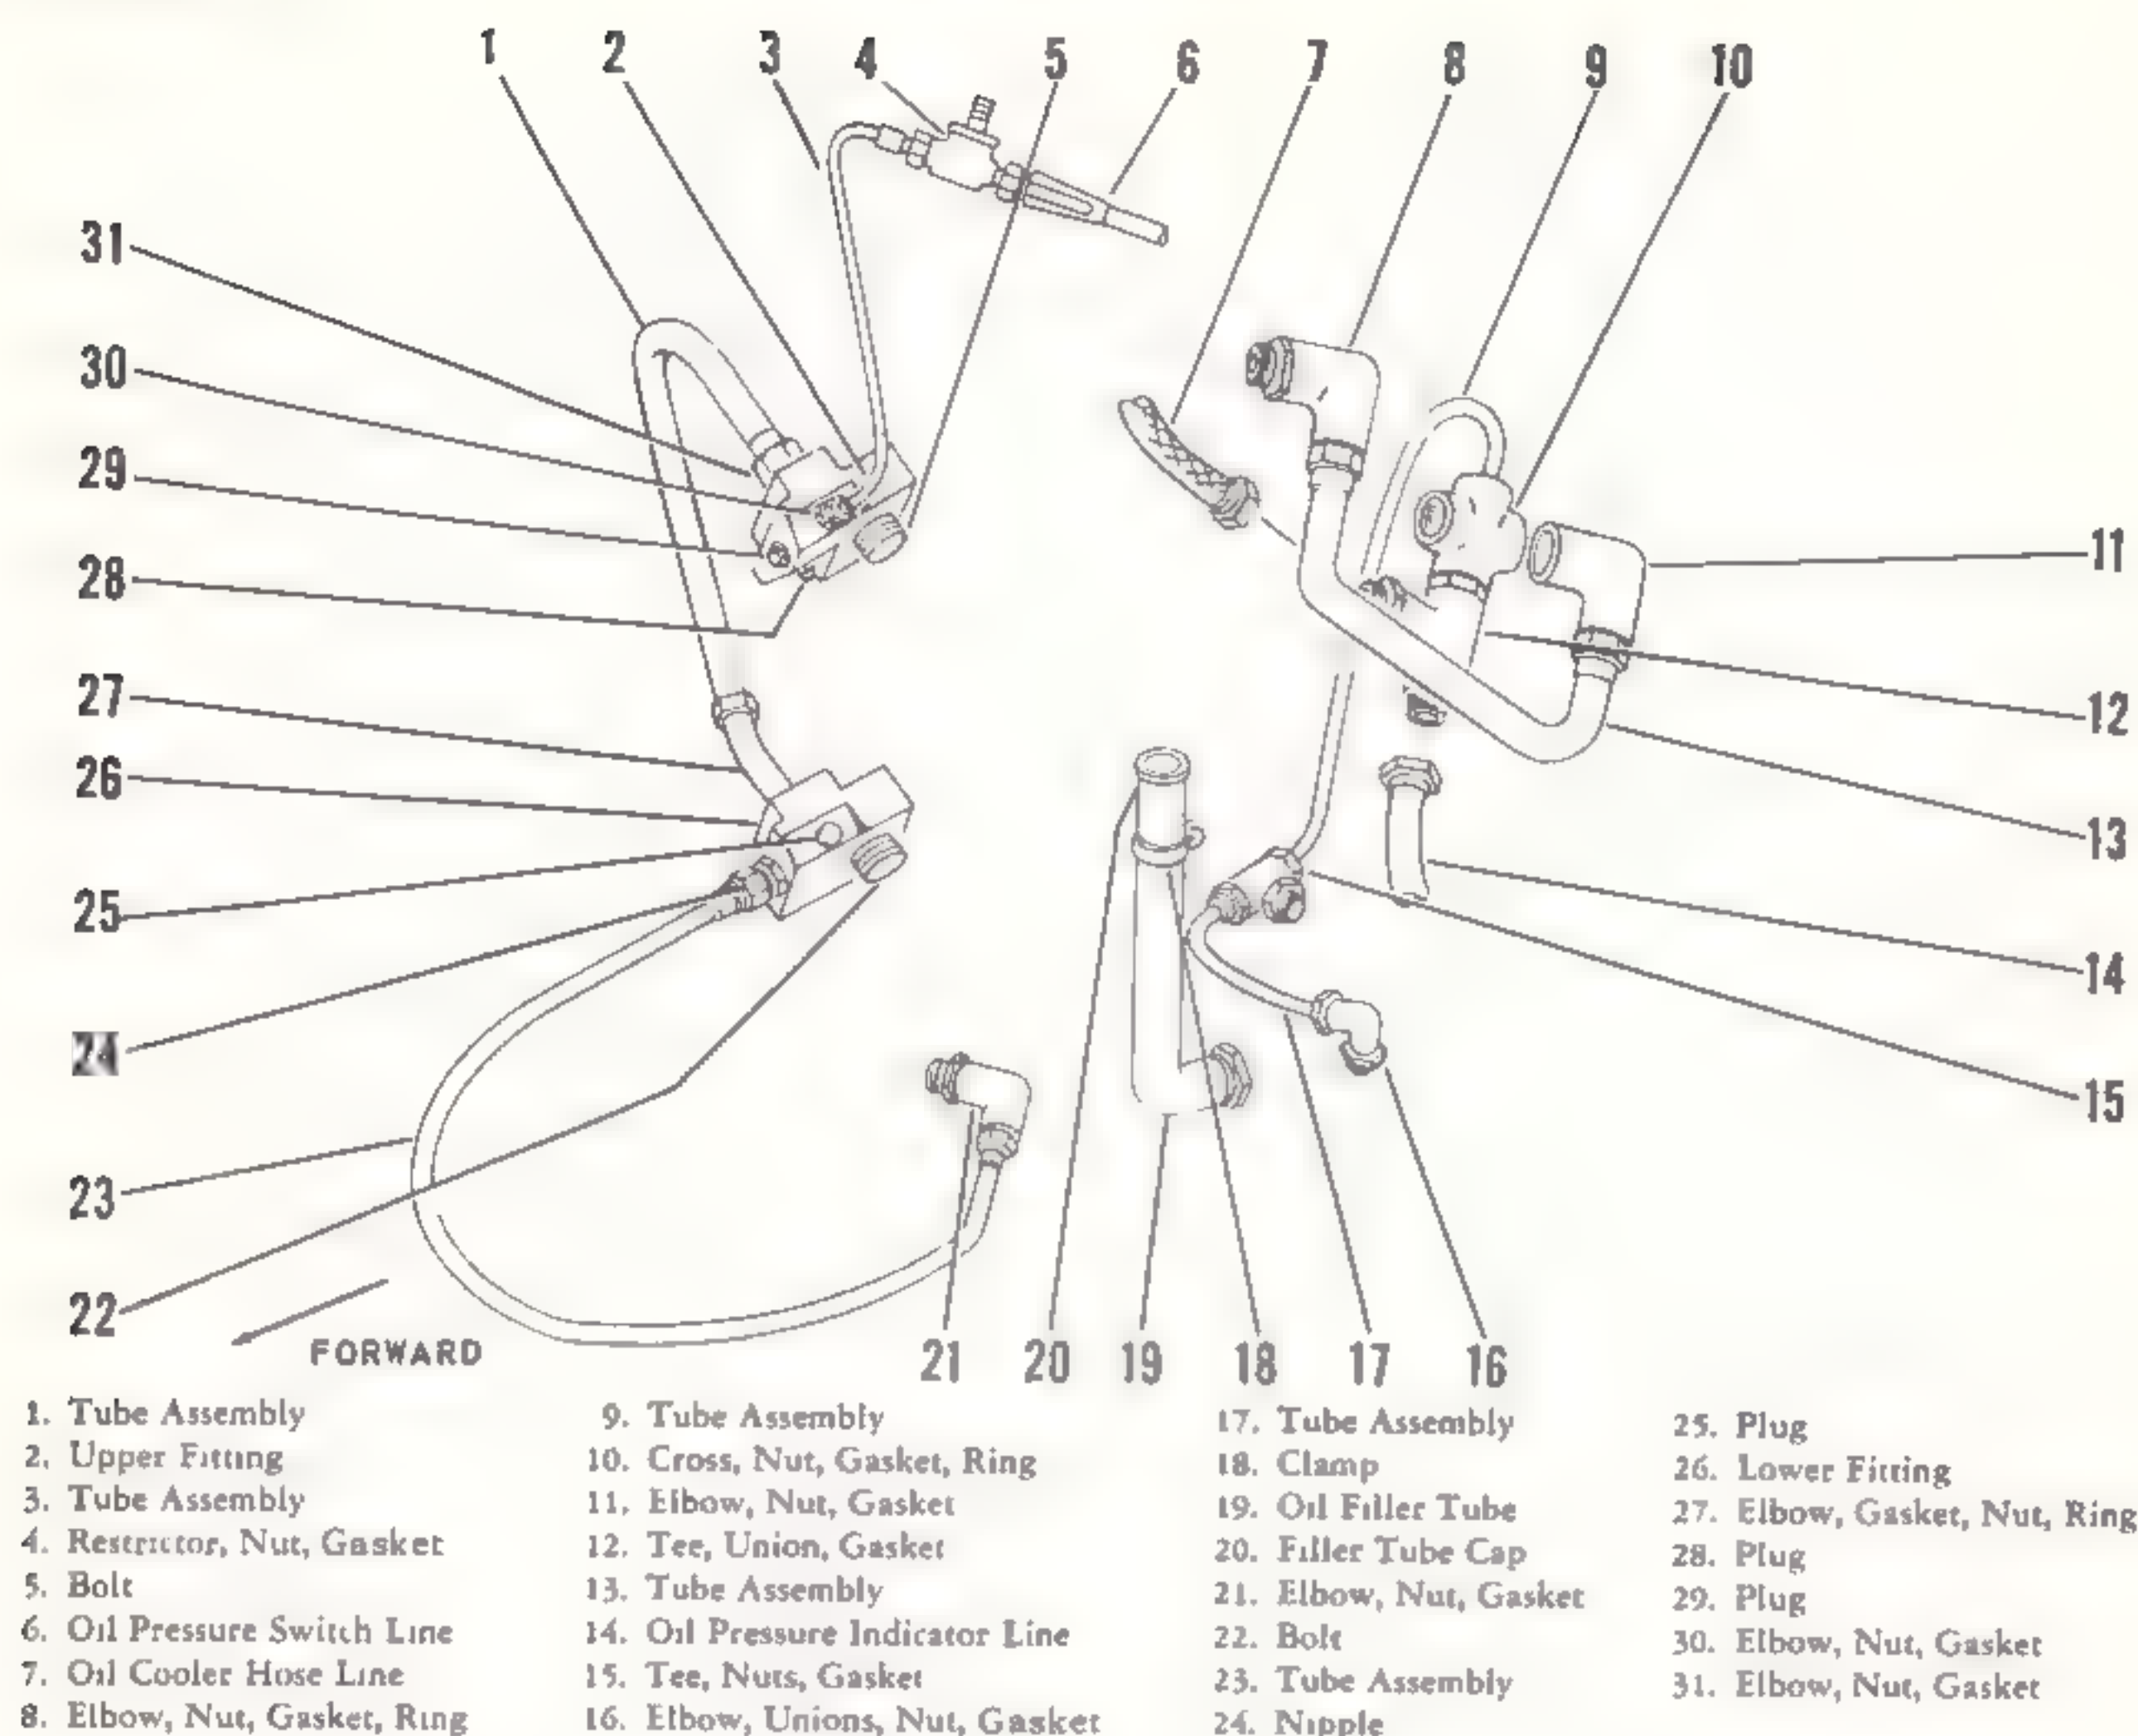 1 2 3 4 5 6 7 8 9 10
31
30
29
28
27
26
25
24
23
22
11
12
13
14
15
FORWARD
21 20 19 18 17 16
1. Tube Assembly
2. Upper Fitting
3. Tube Assembly
4. Restrictor, Nut, Gasket
5. Bolt
6. Oil Pressure Switch Line
7. Oil Cooler Hose Line
8. Elbow, Nut, Gasket, Ring
9. Tube Assembly
10. Cross, Nut, Gasket, Ring
11. Elbow, Nut, Gasket
12. Tee, Union, Gasket
13. Tube Assembly
14. Oil Pressure Indicator Line
15. Tee, Nuts, Gasket
16. Elbow, Unions, Nut, Gasket
17. Tube Assembly
18. Clamp
19. Oil Filler Tube
20. Filler Tube Cap
21. Elbow, Nut, Gasket
22. Bolt
23. Tube Assembly
24. Nipple
25. Plug
26. Lower Fitting
27. Elbow, Gasket, Nut, Ring
28. Plug
29. Plug
30. Elbow, Nut, Gasket
31. Elbow, Nut, Gasket